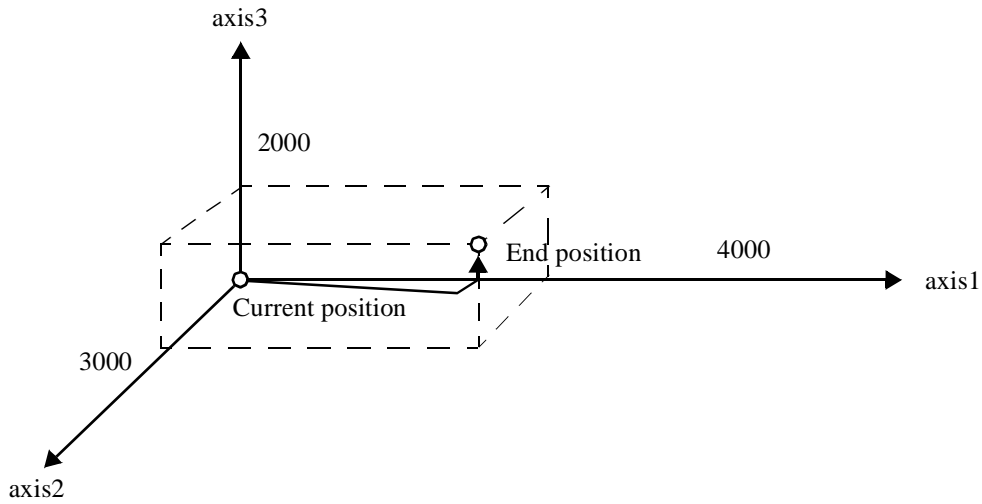 axis3
2000
End position
4000
axis1
Current position
3000
axis2